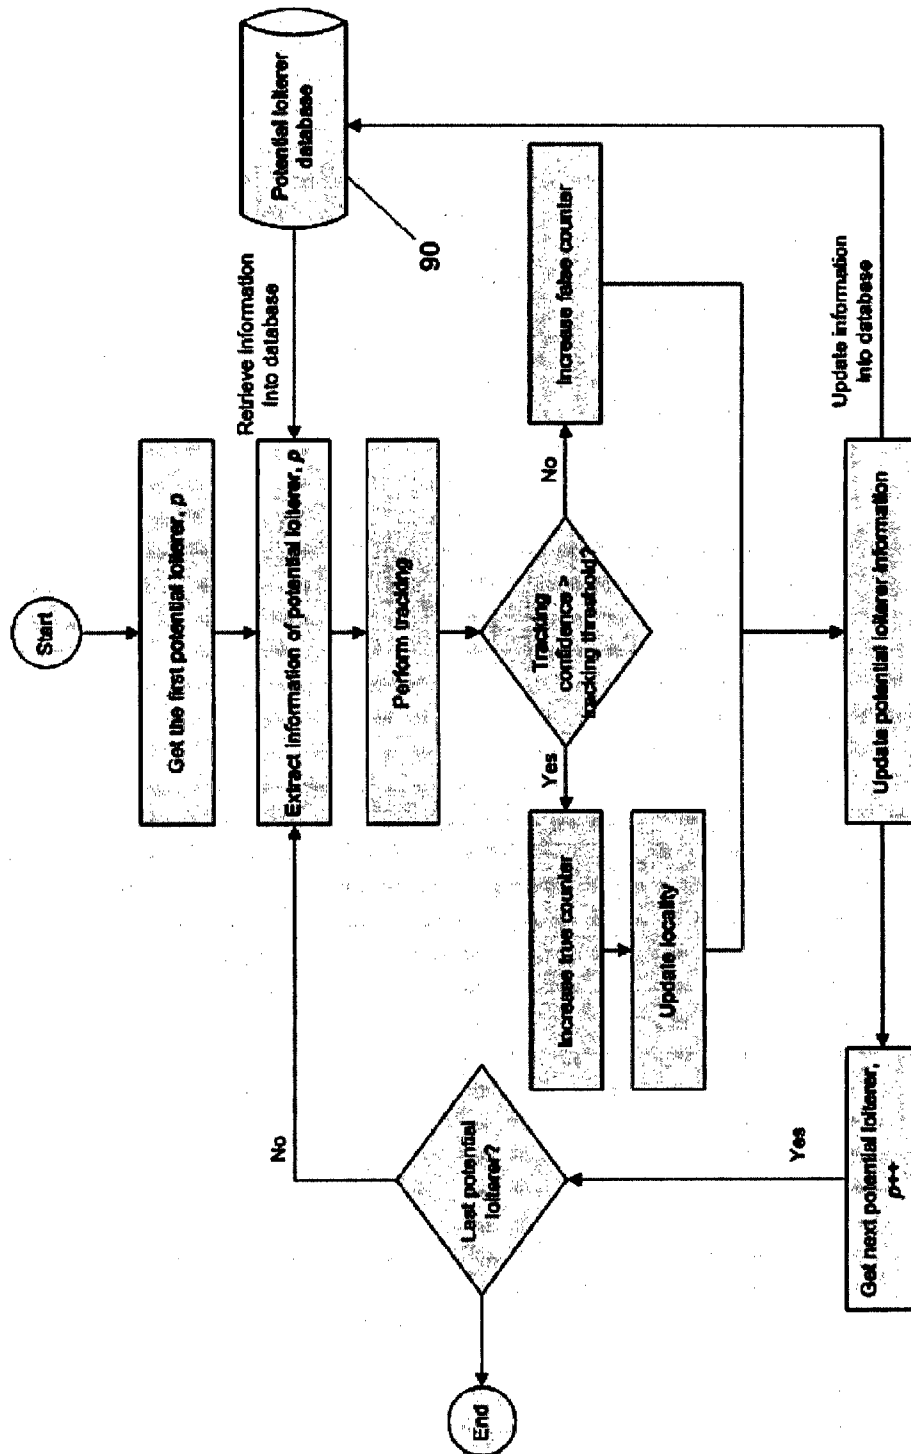 Start
Get the first potential loiterer, p
Retrieve information
into database
Potential loiterer
database
90
Extract information of potential loiterer, p
Perform tracking
Tracking
confidence >
tracking threshold?
Yes
No
Increase true counter
Increase false counter
Update locality
Update potential loiterer information
Update information
into database
Get next potential loiterer,
p++
Yes
Last potential
loiterer?
No
End